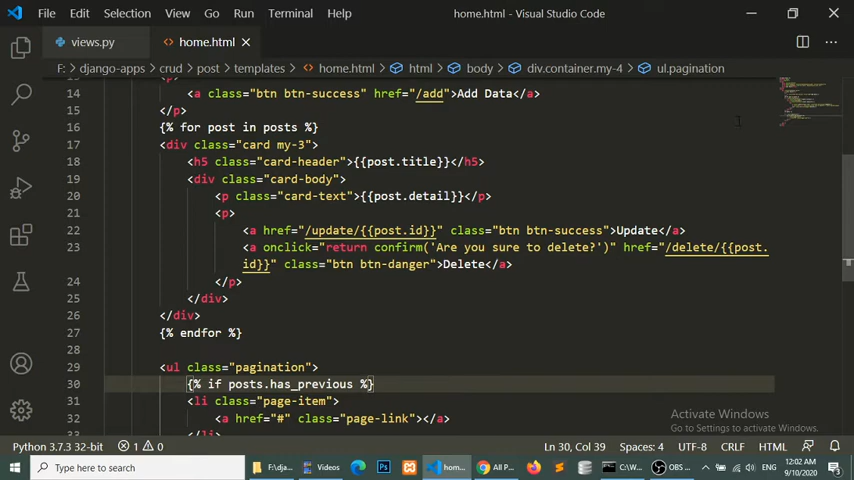 File Edit Selection View Go Run Terminal Help home.html - Visual Studio Code
views.py home.html
F: > django-apps > crud > post > templates > home.html > html > body > div.container.my-4 > ul.pagination
14 <a class="btn btn-success" href="/add">Add Data</a>
15 </p>
16 {% for post in posts %}
17 <div class="card my-3">
18 <h5 class="card-header">{{post.title}}</h5>
19 <div class="card-body">
20 <p class="card-text">{{post.detail}}</p>
21 <p>
22 <a href="/update/{{post.id}}" class="btn btn-success">Update</a>
23 <a onclick="return confirm('Are you sure to delete?')" href="/delete/{{post.
id}}" class="btn btn-danger">Delete</a>
24 </p>
25 </div>
26 </div>
27 {% endfor %}
28
29 <ul class="pagination">
30 {% if posts.has_previous %}
31 <li class="page-item">
32 <a href="#" class="page-link"></a>
33 </li>
Activate Windows
Go to Settings to activate Windows.
Python 3.7.3 32-bit 1 0 Ln 30, Col 39 Spaces: 4 UTF-8 CRLF HTML
Type here to search F:\dja... Videos hom... All P... C:\W... OBS ... ENG 12:02 AM
9/10/2020
3